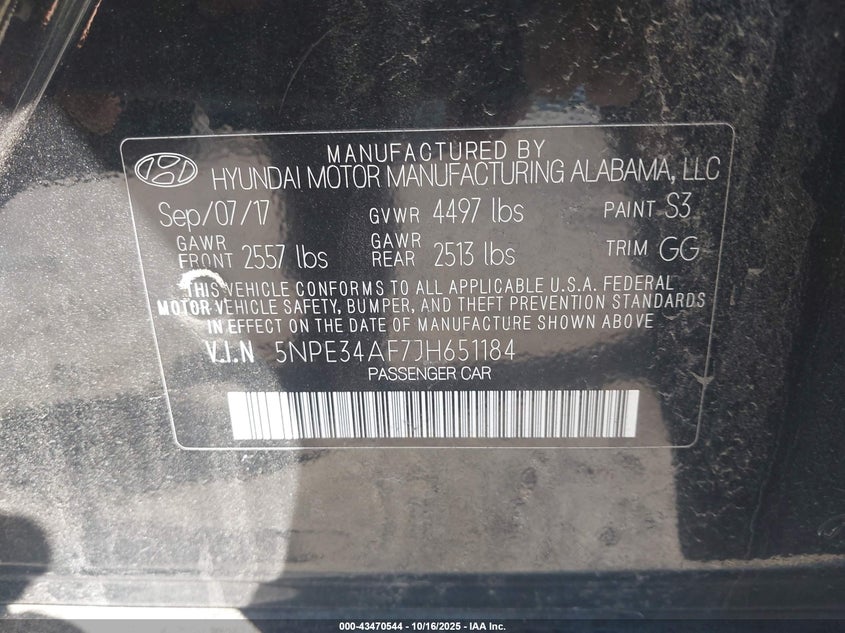 MANUFACTURED BY
HYUNDAI MOTOR MANUFACTURING ALABAMA, LLC
Sep/07/17 GVWR 4497 lbs PAINT S3
GAWR FRONT 2557 lbs GAWR REAR 2513 lbs TRIM GG
THIS VEHICLE CONFORMS TO ALL APPLICABLE U.S.A. FEDERAL
MOTOR VEHICLE SAFETY, BUMPER, AND THEFT PREVENTION STANDARDS
IN EFFECT ON THE DATE OF MANUFACTURE SHOWN ABOVE
V.I.N 5NPE34AF7JH651184
PASSENGER CAR
000-43470544 - 10/16/2025 - IAA Inc.